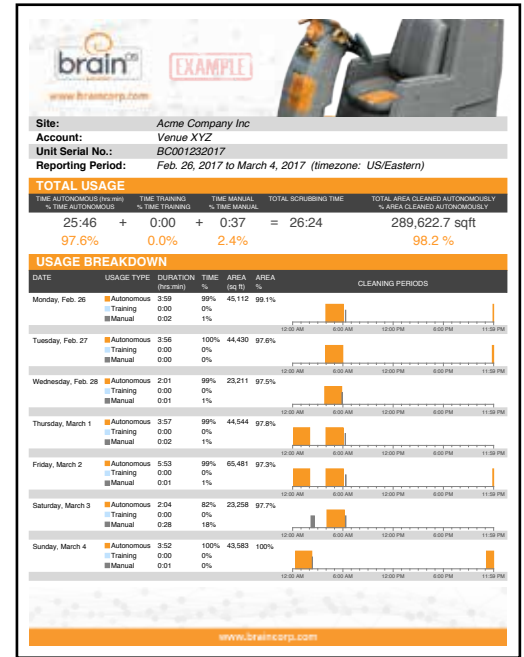 brain OS
EXAMPLE
www.braincorp.com
Site: Acme Company Inc
Account: Venue XYZ
Unit Serial No.: BC001232017
Reporting Period: Feb. 26, 2017 to March 4, 2017 (timezone: US/Eastern)
TOTAL USAGE
TIME AUTONOMOUS (hrs:min) TIME TRAINING TIME MANUAL TOTAL SCRUBBING TIME TOTAL AREA CLEANED AUTONOMOUSLY
% TIME AUTONOMOUS % TIME TRAINING % TIME MANUAL % AREA CLEANED AUTONOMOUSLY
25:46 + 0:00 + 0:37 = 26:24 289,622.7 sqft
97.6% 0.0% 2.4% 98.2 %
USAGE BREAKDOWN
DATE USAGE TYPE DURATION TIME AREA AREA CLEANING PERIODS
(hrs:min) % (sq ft) %
Monday, Feb. 26 Autonomous 3:59 99% 45,112 99.1%
Training 0:00 0%
Manual 0:02 1%
12:00 AM 6:00 AM 12:00 PM 6:00 PM 11:59 PM
Tuesday, Feb. 27 Autonomous 3:56 100% 44,430 97.6%
Training 0:00 0%
Manual 0:00 0%
12:00 AM 6:00 AM 12:00 PM 6:00 PM 11:59 PM
Wednesday, Feb. 28 Autonomous 2:01 99% 23,211 97.5%
Training 0:00 0%
Manual 0:01 1%
12:00 AM 6:00 AM 12:00 PM 6:00 PM 11:59 PM
Thursday, March 1 Autonomous 3:57 99% 44,544 97.8%
Training 0:00 0%
Manual 0:02 1%
12:00 AM 6:00 AM 12:00 PM 6:00 PM 11:59 PM
Friday, March 2 Autonomous 5:53 99% 65,481 97.3%
Training 0:00 0%
Manual 0:01 1%
12:00 AM 6:00 AM 12:00 PM 6:00 PM 11:59 PM
Saturday, March 3 Autonomous 2:04 82% 23,258 97.7%
Training 0:00 0%
Manual 0:28 18%
12:00 AM 6:00 AM 12:00 PM 6:00 PM 11:59 PM
Sunday, March 4 Autonomous 3:52 100% 43,583 100%
Training 0:00 0%
Manual 0:01 0%
12:00 AM 6:00 AM 12:00 PM 6:00 PM 11:59 PM
www.braincorp.com